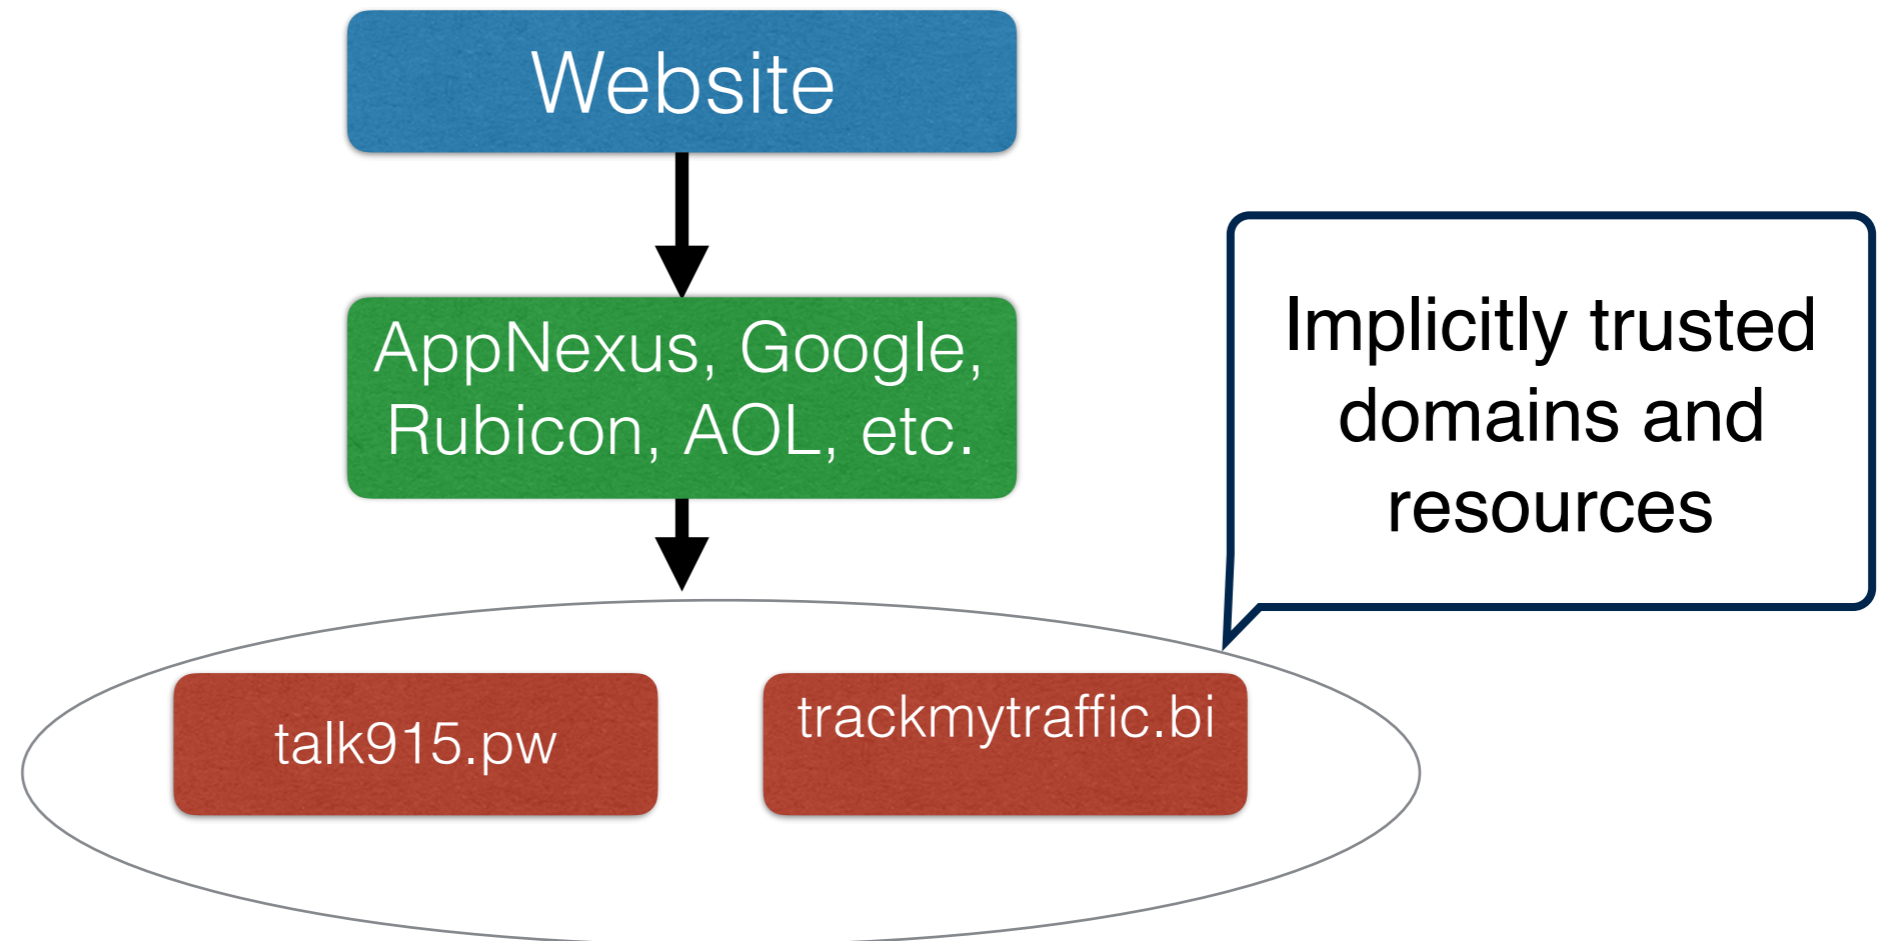 Website
AppNexus, Google,
Rubicon, AOL, etc.
Implicitly trusted
domains and
resources
talk915.pw
trackmytraffic.bi